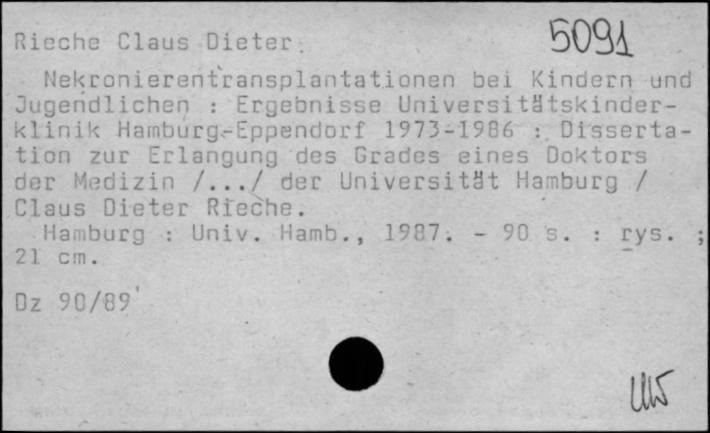 5091
Rieche Claus Dieter.
Nekronierentransplantationen bei Kindern und
Jugendlichen : Ergebnisse Universitätskinder-
klinik Hamburg-Eppendorf 1973-1986 : Disserta-
tion zur Erlangung des Grades eines Doktors
der Medizin /.../ der Universität Hamburg /
Claus Dieter Rieche.
Hamburg : Univ. Hamb., 1987. - 90 s. : rys. ;
21 cm.
Dz 90/89